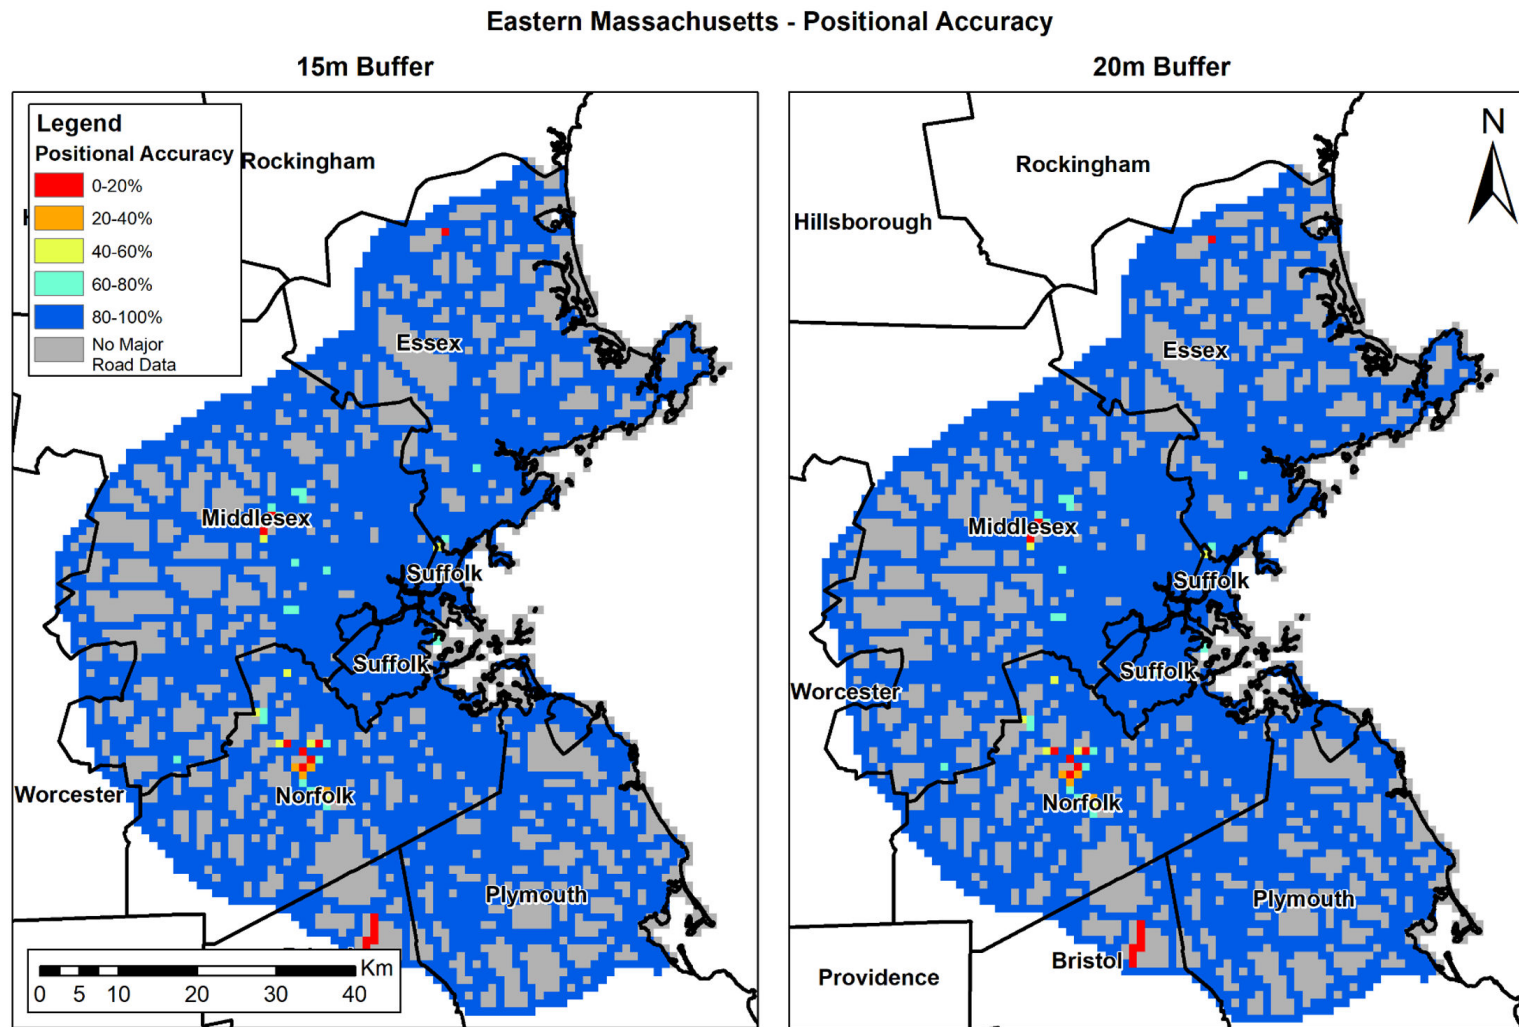 Eastern Massachusetts - Positional Accuracy
15m Buffer
20m Buffer
Legend
Positional Accuracy
0-20%
20-40%
40-60%
60-80%
80-100%
No Major
Road Data
Rockingham
Essex
Middlesex
Suffolk
Suffolk
Worcester
Norfolk
Plymouth
Km
0 5 10 20 30 40
N
Rockingham
Hillsborough
Essex
Middlesex
Suffolk
Suffolk
Worcester
Norfolk
Plymouth
Bristol
Providence